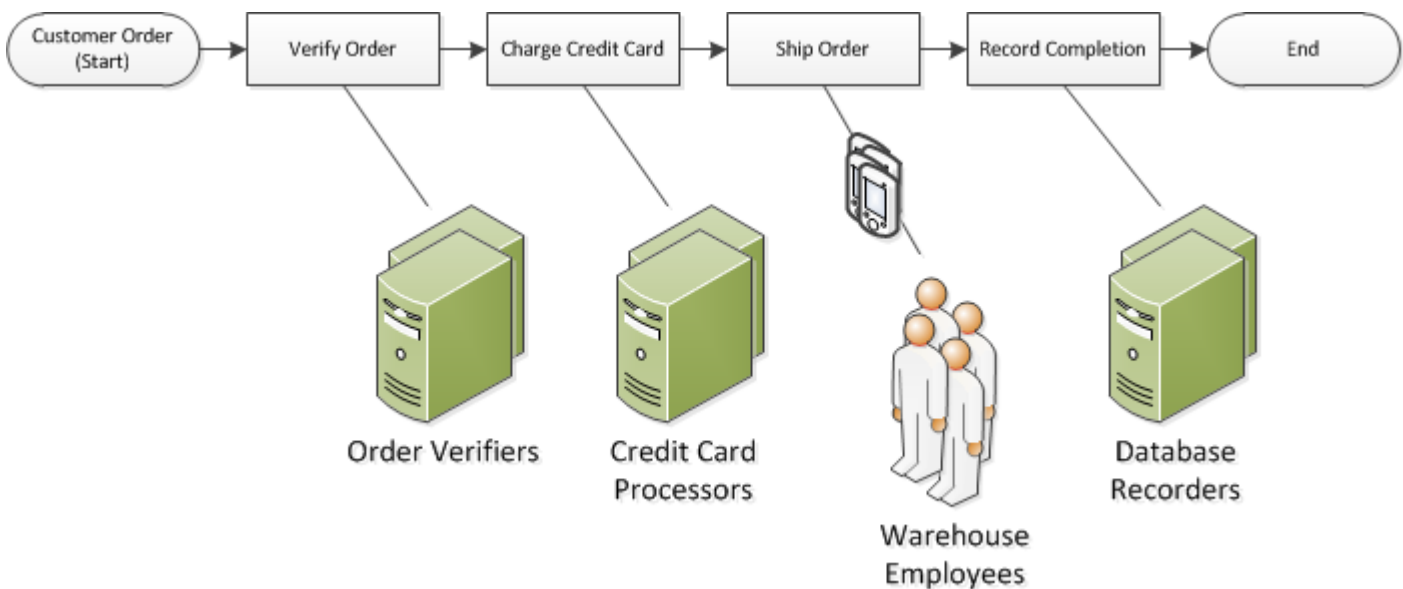 Customer Order
(Start)
Verify Order
Charge Credit Card
Ship Order
Record Completion
End
Order Verifiers
Credit Card
Processors
Warehouse
Employees
Database
Recorders